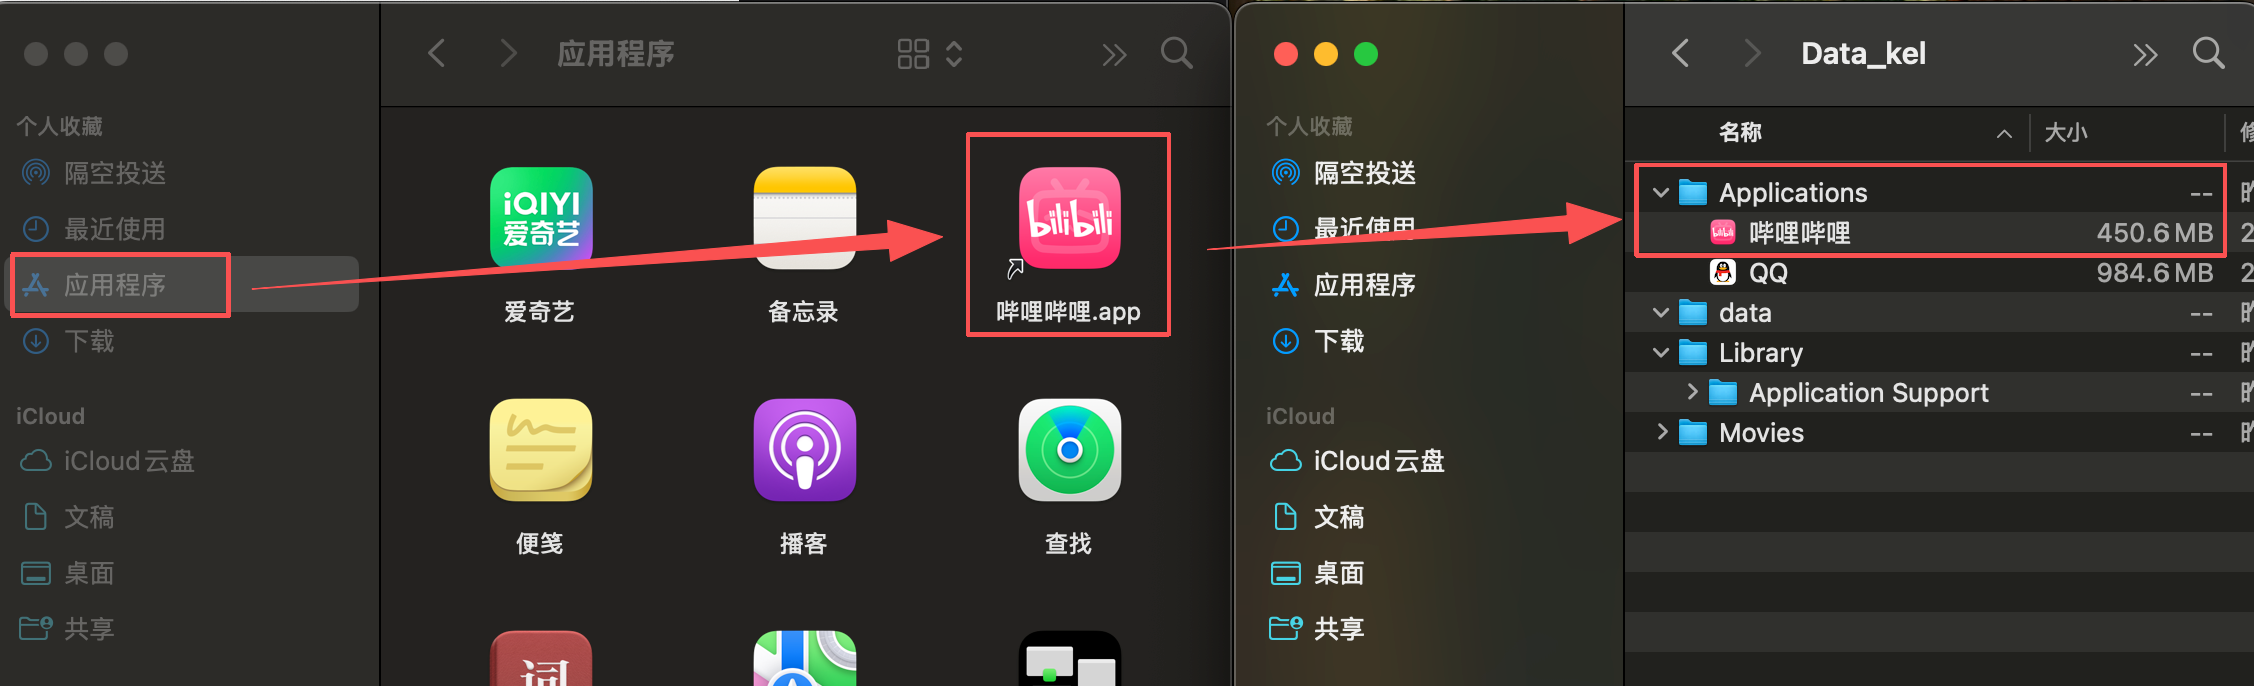 应用程序
个人收藏
隔空投送
最近使用
应用程序
下载
iCloud
iCloud云盘
文稿
桌面
共享
iQIYI
爱奇艺
爱奇艺
备忘录
bilibili
哔哩哔哩.app
便笺
播客
查找
词
Data_kel
个人收藏
隔空投送
最近使用
应用程序
下载
iCloud
iCloud云盘
文稿
桌面
共享
名称 大小
Applications --
bilibili 哔哩哔哩 450.6 MB
QQ 984.6 MB
data --
Library --
Application Support --
Movies --